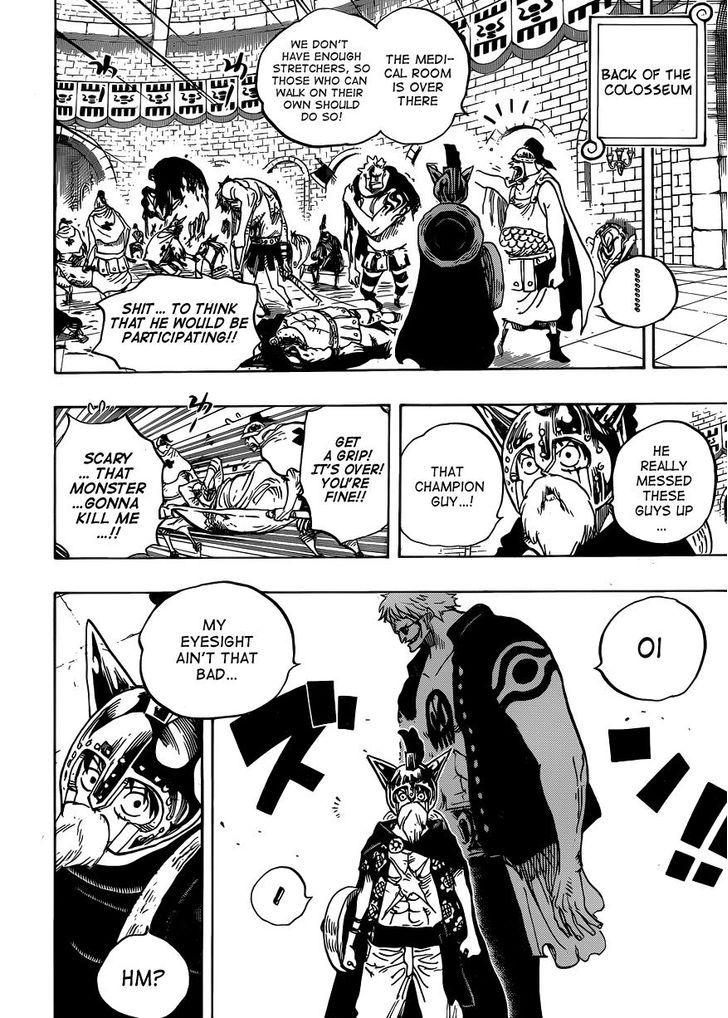 BACK OF THE
COLOSSEUM
THE MEDI-
CAL ROOM
IS OVER
THERE
WE DON'T
HAVE ENOUGH
STRETCHERS, SO
THOSE WHO CAN
WALK ON THEIR
OWN SHOULD
DO SO!
SHIT... TO THINK
THAT HE WOULD BE
PARTICIPATING!!
HE
REALLY
MESSED
THESE
GUYS UP
...
THAT
CHAMPION
GUY...!
GET
A GRIP!
IT'S OVER!
YOU'RE
FINE!!
SCARY
... THAT
MONSTER
...GONNA
KILL ME
...!!
OI
MY
EYESIGHT
AIN'T THAT
BAD...
HM?